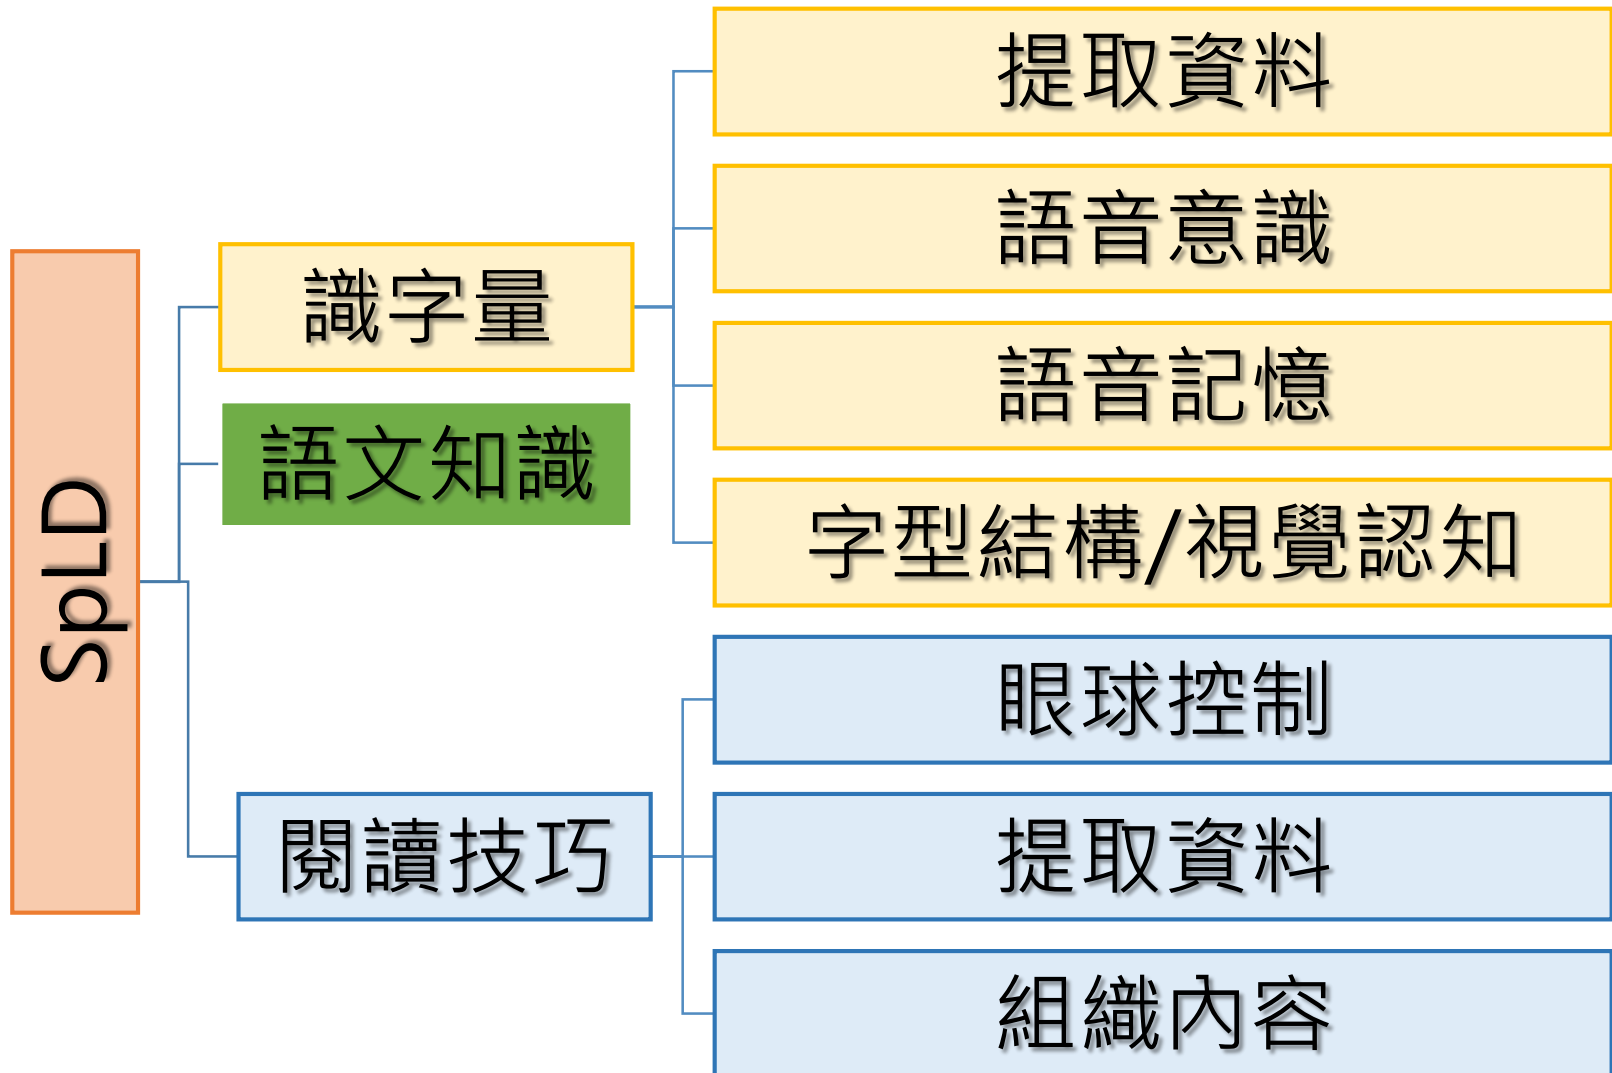 SpLD
識字量
提取資料
語音意識
語音記憶
字型結構/視覺認知
語文知識
閱讀技巧
眼球控制
提取資料
組織內容